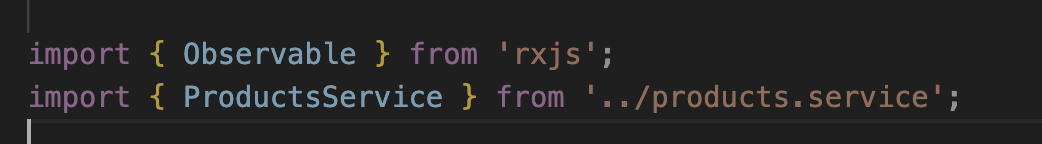 import { Observable } from 'rxjs';
import { ProductsService } from '../products.service';